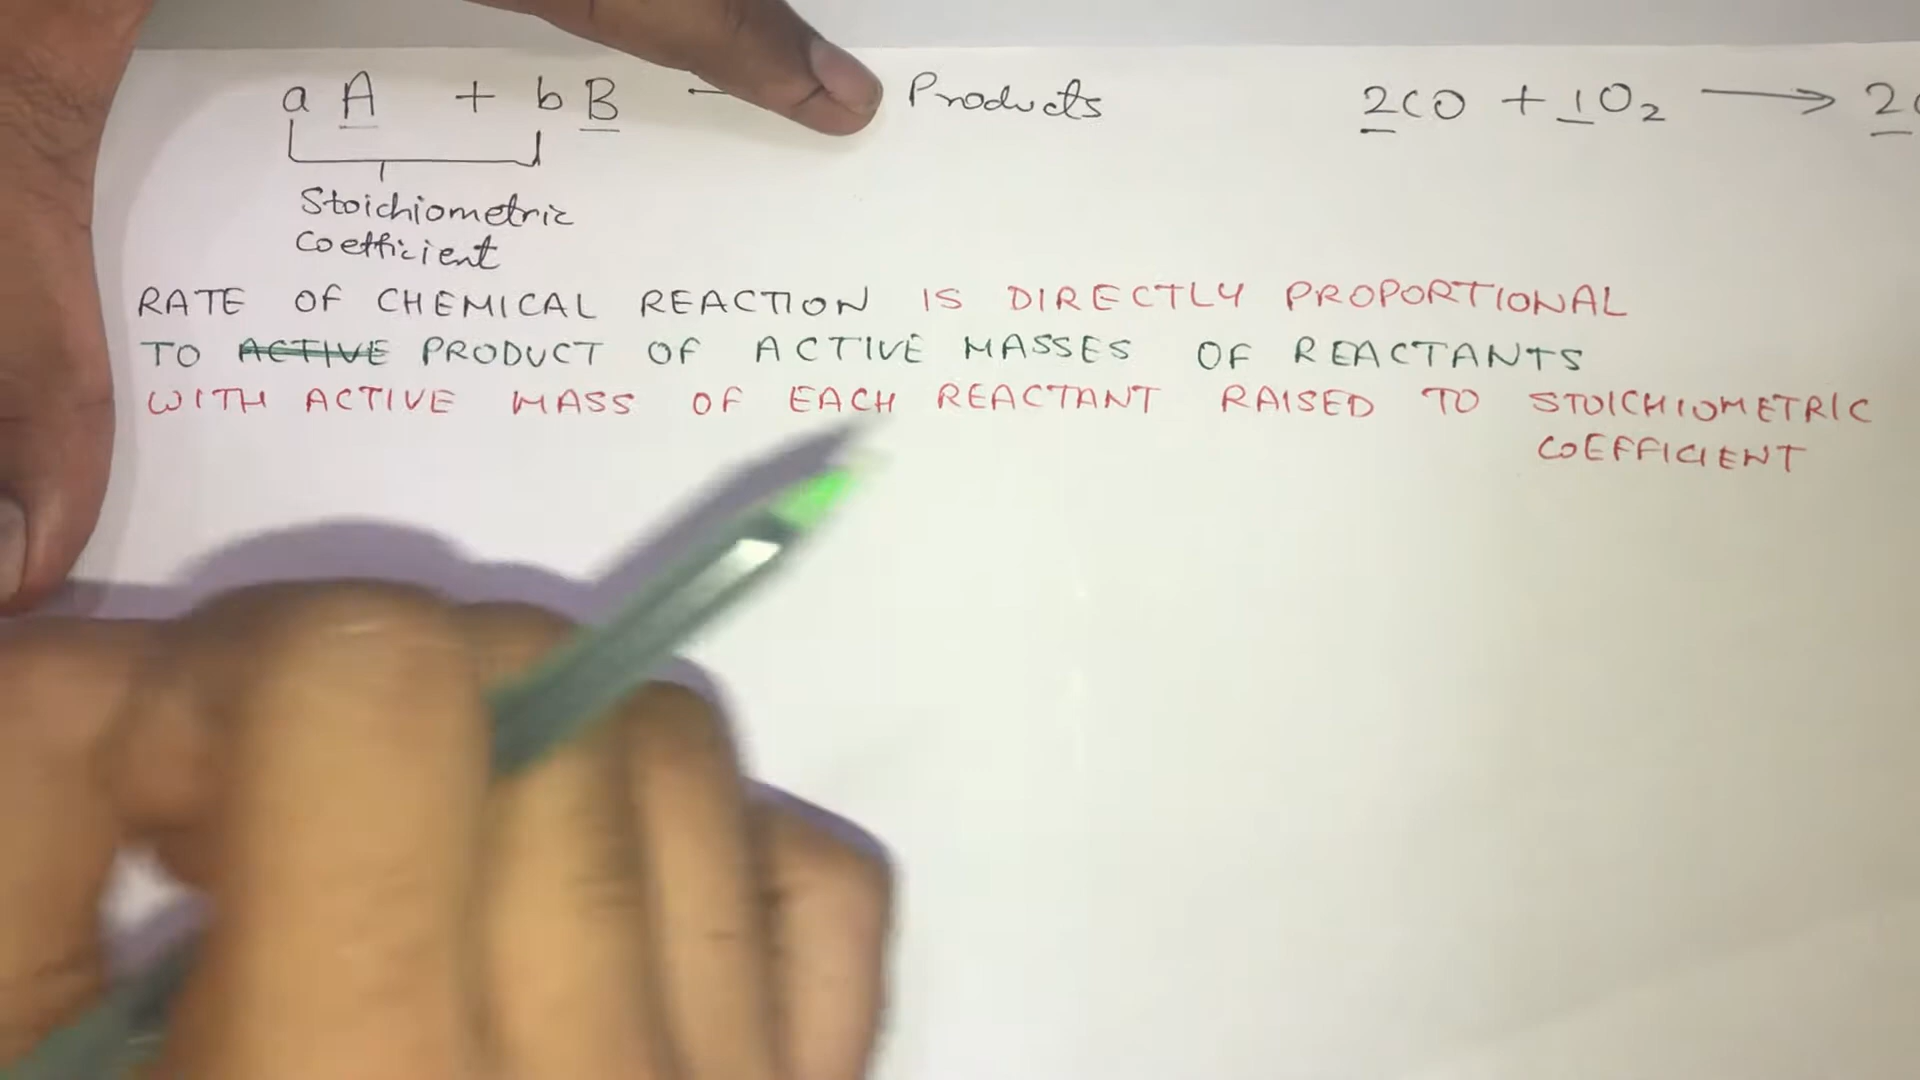 aA + bB Products 2CO + 1O₂ ⟶ 2
Stoichiometric
Coefficient
RATE OF CHEMICAL REACTION IS DIRECTLY PROPORTIONAL
TO ACTIVE PRODUCT OF ACTIVE MASSES OF REACTANTS
WITH ACTIVE MASS OF EACH REACTANT RAISED TO STOICHIOMETRIC
COEFFICIENT